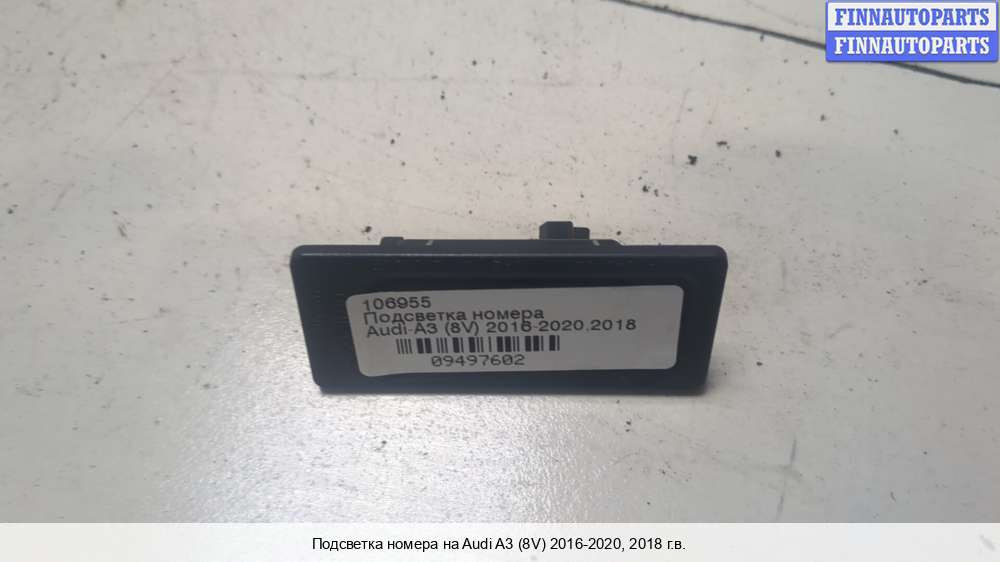 FINNAUTOPARTS
FINNAUTOPARTS
106955
Подсветка номера
Audi-A3 (8V) 2016-2020,2018
09497602
Подсветка номера на Audi A3 (8V) 2016-2020, 2018 г.в.